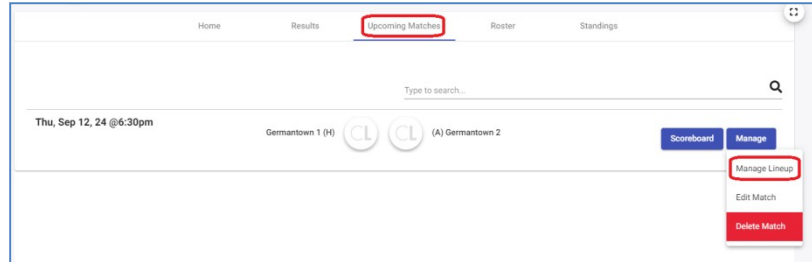 Home Results Upcoming Matches Roster Standings
Type to search...
Thu, Sep 12, 24 @6:30pm
Germantown 1 (H) CL CL (A) Germantown 2
Scoreboard Manage
Manage Lineup
Edit Match
Delete Match